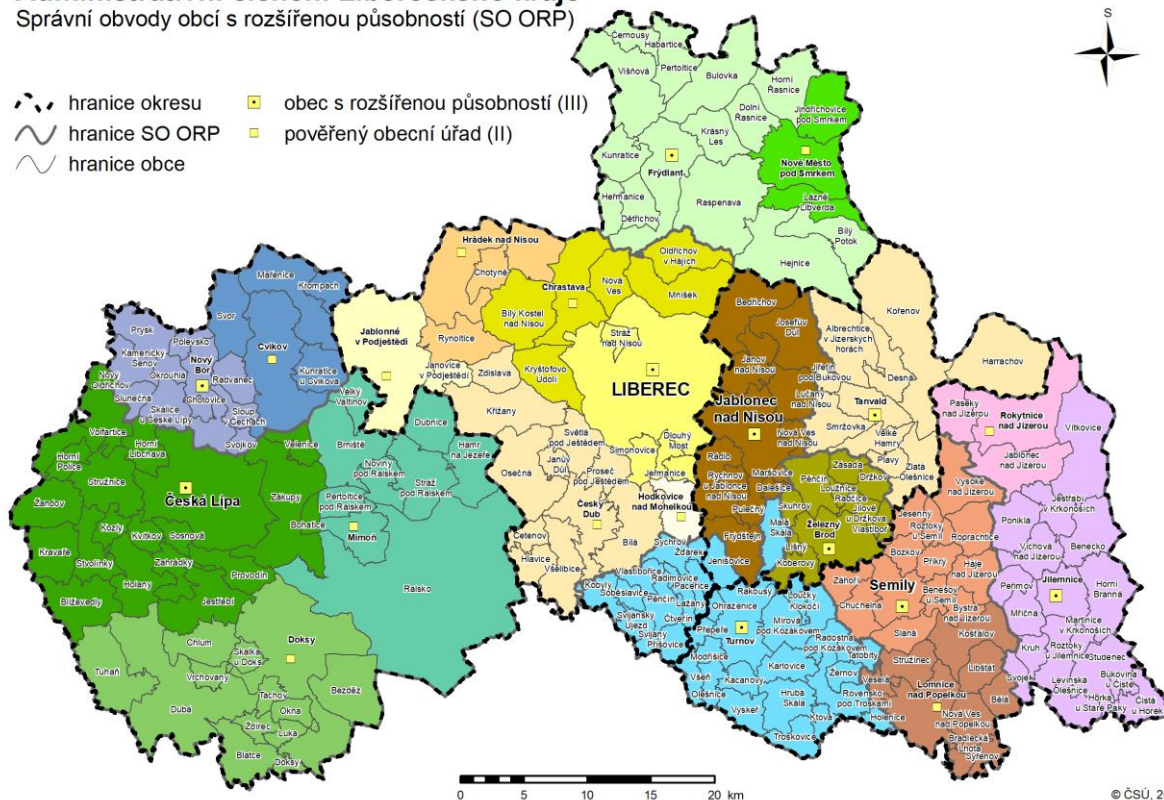 Správní obvody obcí s rozšířenou působností (SO ORP)
S
hranice okresu
obec s rozšířenou působností (III)
hranice SO ORP
pověřený obecní úřad (II)
hranice obce
Černousy
Habartice
Višňová
Pertoltice
Bulovka
Horní
Řasnice
Jindřichovice
pod Smrkem
Dolní
Řasnice
Krásný
Les
Kunratice
Frýdlant
Nové Město
pod Smrkem
Heřmanice
Raspenava
Lázně
Libverda
Dětřichov
Bílý
Potok
Hejnice
Hrádek nad Nisou
Oldřichov
v Hájích
Chotyně
Chrastava
Nová
Ves
Mníšek
Bílý Kostel
nad Nisou
Rynoltice
Stráž
nad Nisou
LIBEREC
Kryštofovo
Údolí
Mařenice
Krompach
Svor
Cvikov
Kunratice
u Cvikova
Jablonné
v Podještědí
Janovice
v Podještědí
Zdislava
Křižany
Prysk
Polevsko
Kamenický
Šenov
Nový
Bor
Okrouhla
Radvanec
Chotovice
Nový
Oldřichov
Slunečná
Skalice
u České Lípy
Sloup
v Čechách
Svojkov
Velký
Valtinov
Dubnice
Volfartice
Horní
Libchava
Velenice
Brniště
Hamr
na Jezeře
Horní
Police
Stružnice
Česká Lípa
Zákupy
Noviny
pod Ralskem
Stráž
pod Ralskem
Pertoltice
pod Ralskem
Žandov
Bohatice
Mimoň
Kozly
Kvítkov
Sosnová
Kravaře
Zahrádky
Stvolínky
Holany
Provodín
Ralsko
Blíževedly
Jestřebí
Chlum
Doksy
Skalka
u Doks
Tuhaň
Vrchovany
Bezděz
Tachov
Dubá
Okna
Ždírec
Luka
Blatce
Doksy
Světlá
pod Ještědem
Šimonovice
Dlouhý
Most
Osečná
Janův
Důl
Proseč
pod Ještědem
Jeřmanice
Český
Dub
Hodkovice
nad Mohelkou
Cetenov
Bílá
Hlavice
Všelibice
Bedřichov
Josefův
Důl
Albrechtice
v Jizerských
horách
Kořenov
Harrachov
Janov
nad Nisou
Jiřetín
pod Bukovou
Desná
Lučany
nad Nisou
Jablonec
nad Nisou
Tanvald
Smržovka
Nová Ves
nad Nisou
Velké
Hamry
Plavy
Zlatá
Olešnice
Rádlo
Rychnov
u Jablonce
nad Nisou
Maršovice
Dalešice
Pulečný
Frýdštejn
Zásada
Pěnčín
Držkov
Loužnice
Radčice
Skuhrov
Jílové
u Držkova
Vlastiboř
Železný
Brod
Malá
Skála
Líšný
Koberovy
Paseky
nad Jizerou
Rokytnice
nad Jizerou
Vítkovice
Jablonec
nad Jizerou
Vysoké
nad Jizerou
Jestřabí
v Krkonoších
Jesenný
Roztoky
u Semil
Poniklá
Roprachtice
Víchová
nad Jizerou
Benecko
Bozkov
Příkrý
Háje
nad Jizerou
Záhoří
Semily
Benešov
u Semil
Peřimov
Jilemnice
Horní
Branná
Chuchelna
Bystrá
nad Jizerou
Mříčná
Martinice
v Krkonoších
Slaná
Košťálov
Kruh
Roztoky
u Jilemnice
Studenec
Stružinec
Libštát
Svojek
Levínská
Olešnice
Bukovina
u Čisté
Lomnice
nad Popelkou
Bělá
Horka
u Staré Paky
Čistá
u Horek
Nová Ves
nad Popelkou
Bradlecká
Lhota
Syřenov
Sychrov
Žďárek
Jenišovice
Vlastibořice
Radimovice
Paceřice
Kobyly
Soběslavice
Pěnčín
Lažany
Svijanský
Újezd
Čtveřín
Svijany
Příšovice
Rakousy
Loučky
Klokočí
Ohrazenice
Přepeře
Turnov
Mírová
pod Kozákovem
Radostná
pod Kozákovem
Modřišice
Tatobity
Všeň
Karlovice
Žernov
Veselá
Olešnice
Kacanovy
Hrubá
Skála
Rovensko
pod Troskami
Vyskeř
Ktová
Holenice
Troskovice
0 5 10 15 20 km